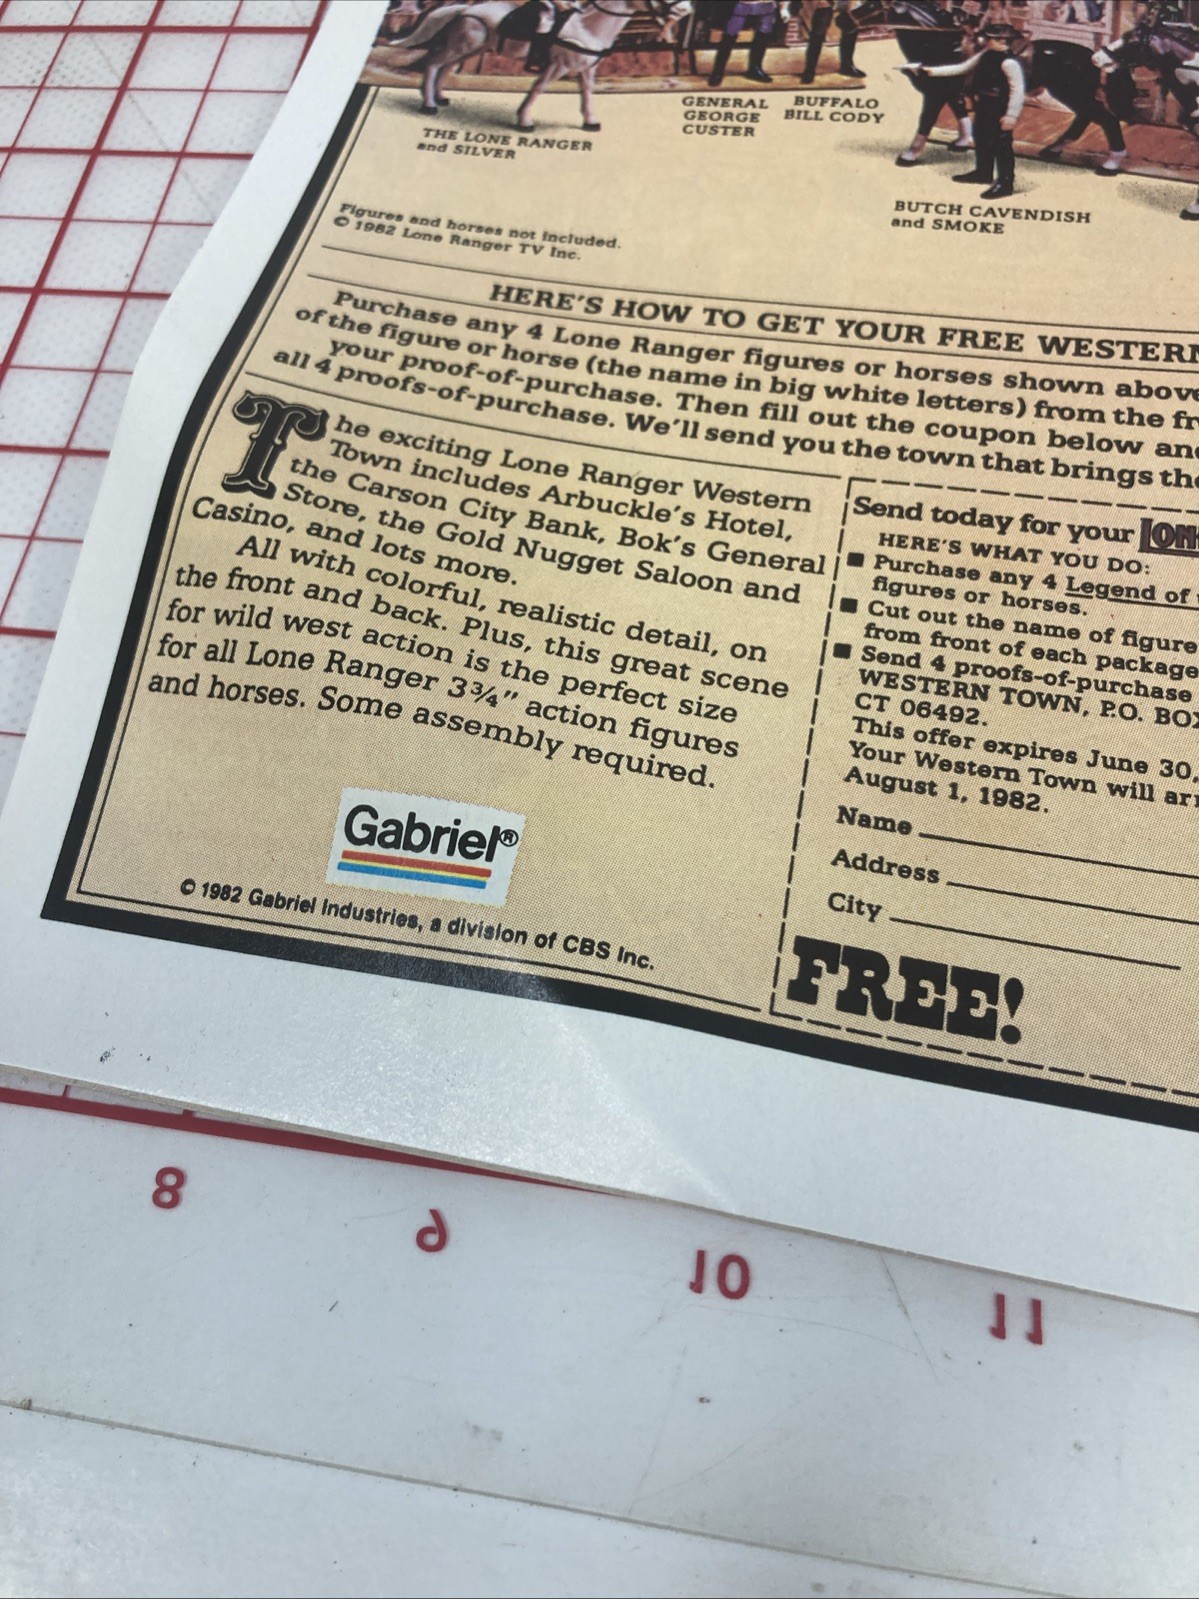 THE LONE RANGER
and SILVER
GENERAL
GEORGE
CUSTER
BUFFALO
BILL CODY
BUTCH CAVENDISH
and SMOKE
Figures and horses not included.
© 1982 Lone Ranger TV Inc.
HERE'S HOW TO GET YOUR FREE WESTERN
Purchase any 4 Lone Ranger figures or horses shown above
of the figure or horse (the name in big white letters) from the
your proof-of-purchase. Then fill out the coupon below
all 4 proofs-of-purchase. We'll send you the town that brings
The exciting Lone Ranger Western
Town includes Arbuckle's Hotel,
the Carson City Bank, Bok's General
Store, the Gold Nugget Saloon and
Casino, and lots more.
All with colorful, realistic detail, on
the front and back. Plus, this great scene
for wild west action is the perfect size
for all Lone Ranger 3¾" action figures
and horses. Some assembly required.
Gabriel®
© 1982 Gabriel Industries, a division of CBS Inc.
Send today for your
HERE'S WHAT YOU DO:
■ Purchase any 4 Legend of
figures or horses.
■ Cut out the name of figure
from front of each package
■ Send 4 proofs-of-purchase
WESTERN TOWN, P.O. BOX
CT 06492.
This offer expires June 30,
Your Western Town will
August 1, 1982.
Name
Address
City
FREE!
8
9
10
11